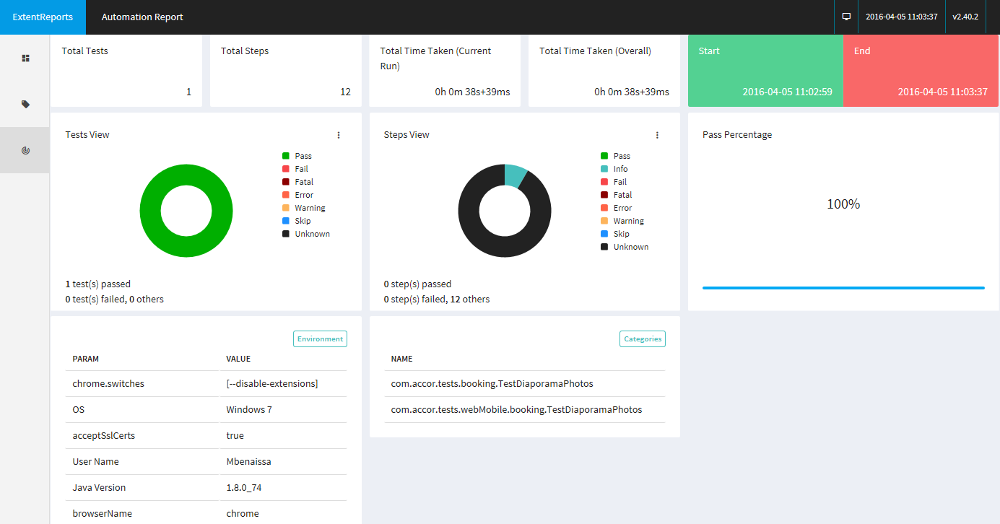 ExtentReports
Automation Report
2016-04-05 11:03:37
v2.40.2
Total Tests
1
Total Steps
12
Total Time Taken (Current
Run)
0h 0m 38s+39ms
Total Time Taken (Overall)
0h 0m 38s+39ms
Start
2016-04-05 11:02:59
End
2016-04-05 11:03:37
Tests View
Pass
Fail
Fatal
Error
Warning
Skip
Unknown
1 test(s) passed
0 test(s) failed, 0 others
Steps View
Pass
Info
Fail
Fatal
Error
Warning
Skip
Unknown
0 step(s) passed
0 step(s) failed, 12 others
Pass Percentage
100%
Environment
PARAM VALUE
chrome.switches [--disable-extensions]
OS Windows 7
acceptSslCerts true
User Name Mbenaissa
Java Version 1.8.0_74
browserName chrome
Categories
NAME
com.accor.tests.booking.TestDiaporamaPhotos
com.accor.tests.webMobile.booking.TestDiaporamaPhotos